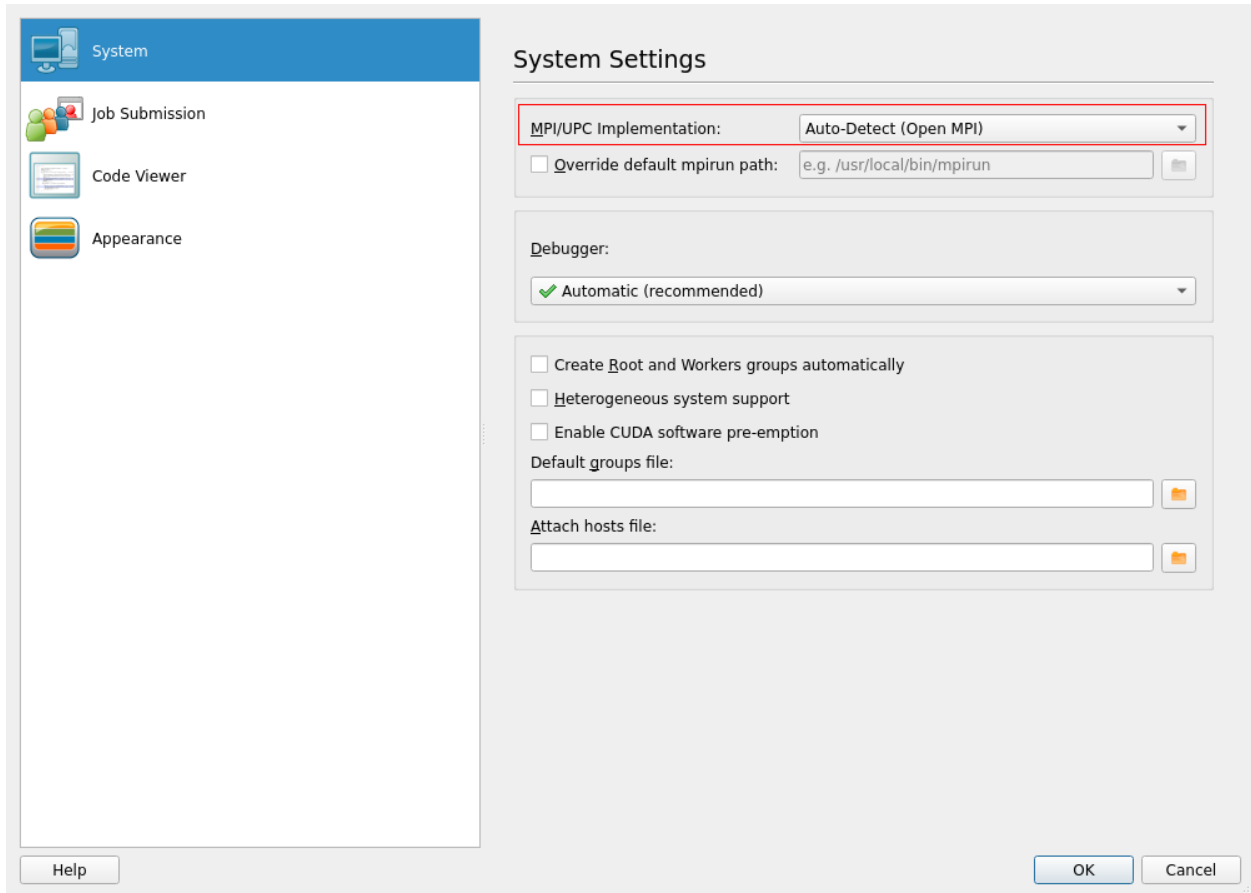 System
Job Submission
Code Viewer
Appearance
System Settings
MPI/UPC Implementation: Auto-Detect (Open MPI)
Override default mpirun path: e.g. /usr/local/bin/mpirun
Debugger:
Automatic (recommended)
Create Root and Workers groups automatically
Heterogeneous system support
Enable CUDA software pre-emption
Default groups file:
Attach hosts file:
Help OK Cancel